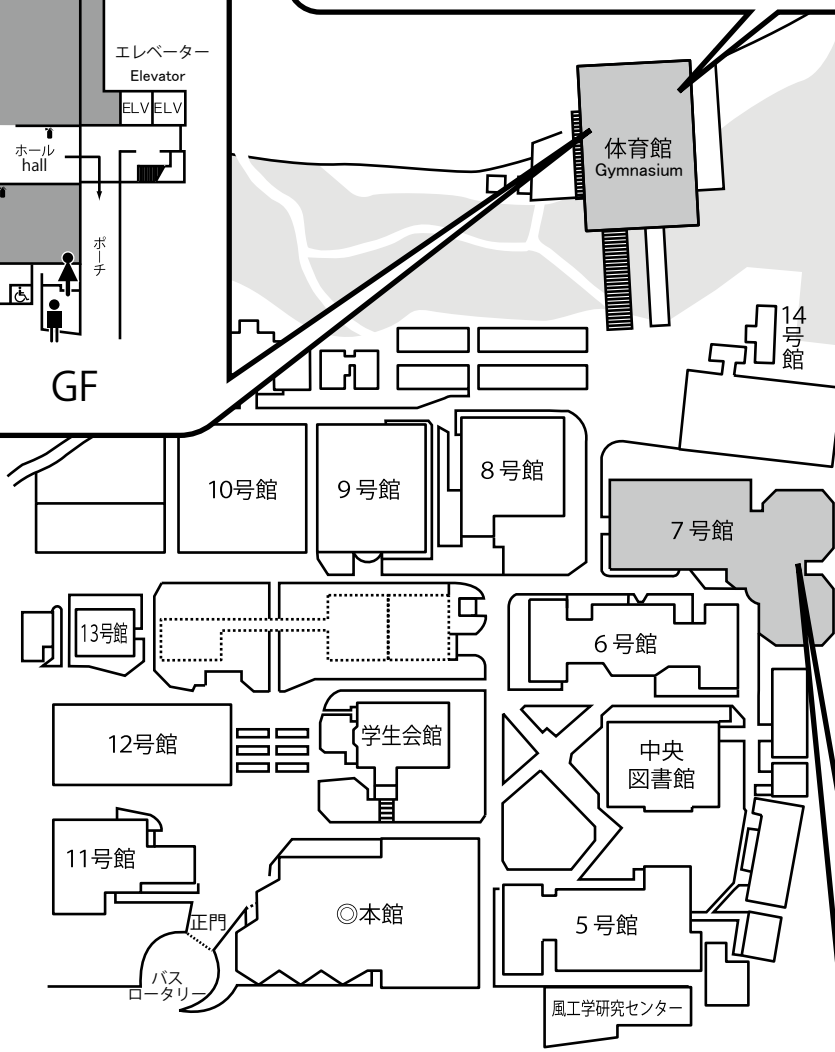 エレベーター
Elevator
ELV ELV
ホール
hall
ポーチ
GF
体育館
Gymnasium
14号館
10号館
9号館
8号館
7号館
13号館
6号館
12号館
学生会館
中央
図書館
11号館
◎本館
5号館
正門
バス
ロータリー
風工学研究センター